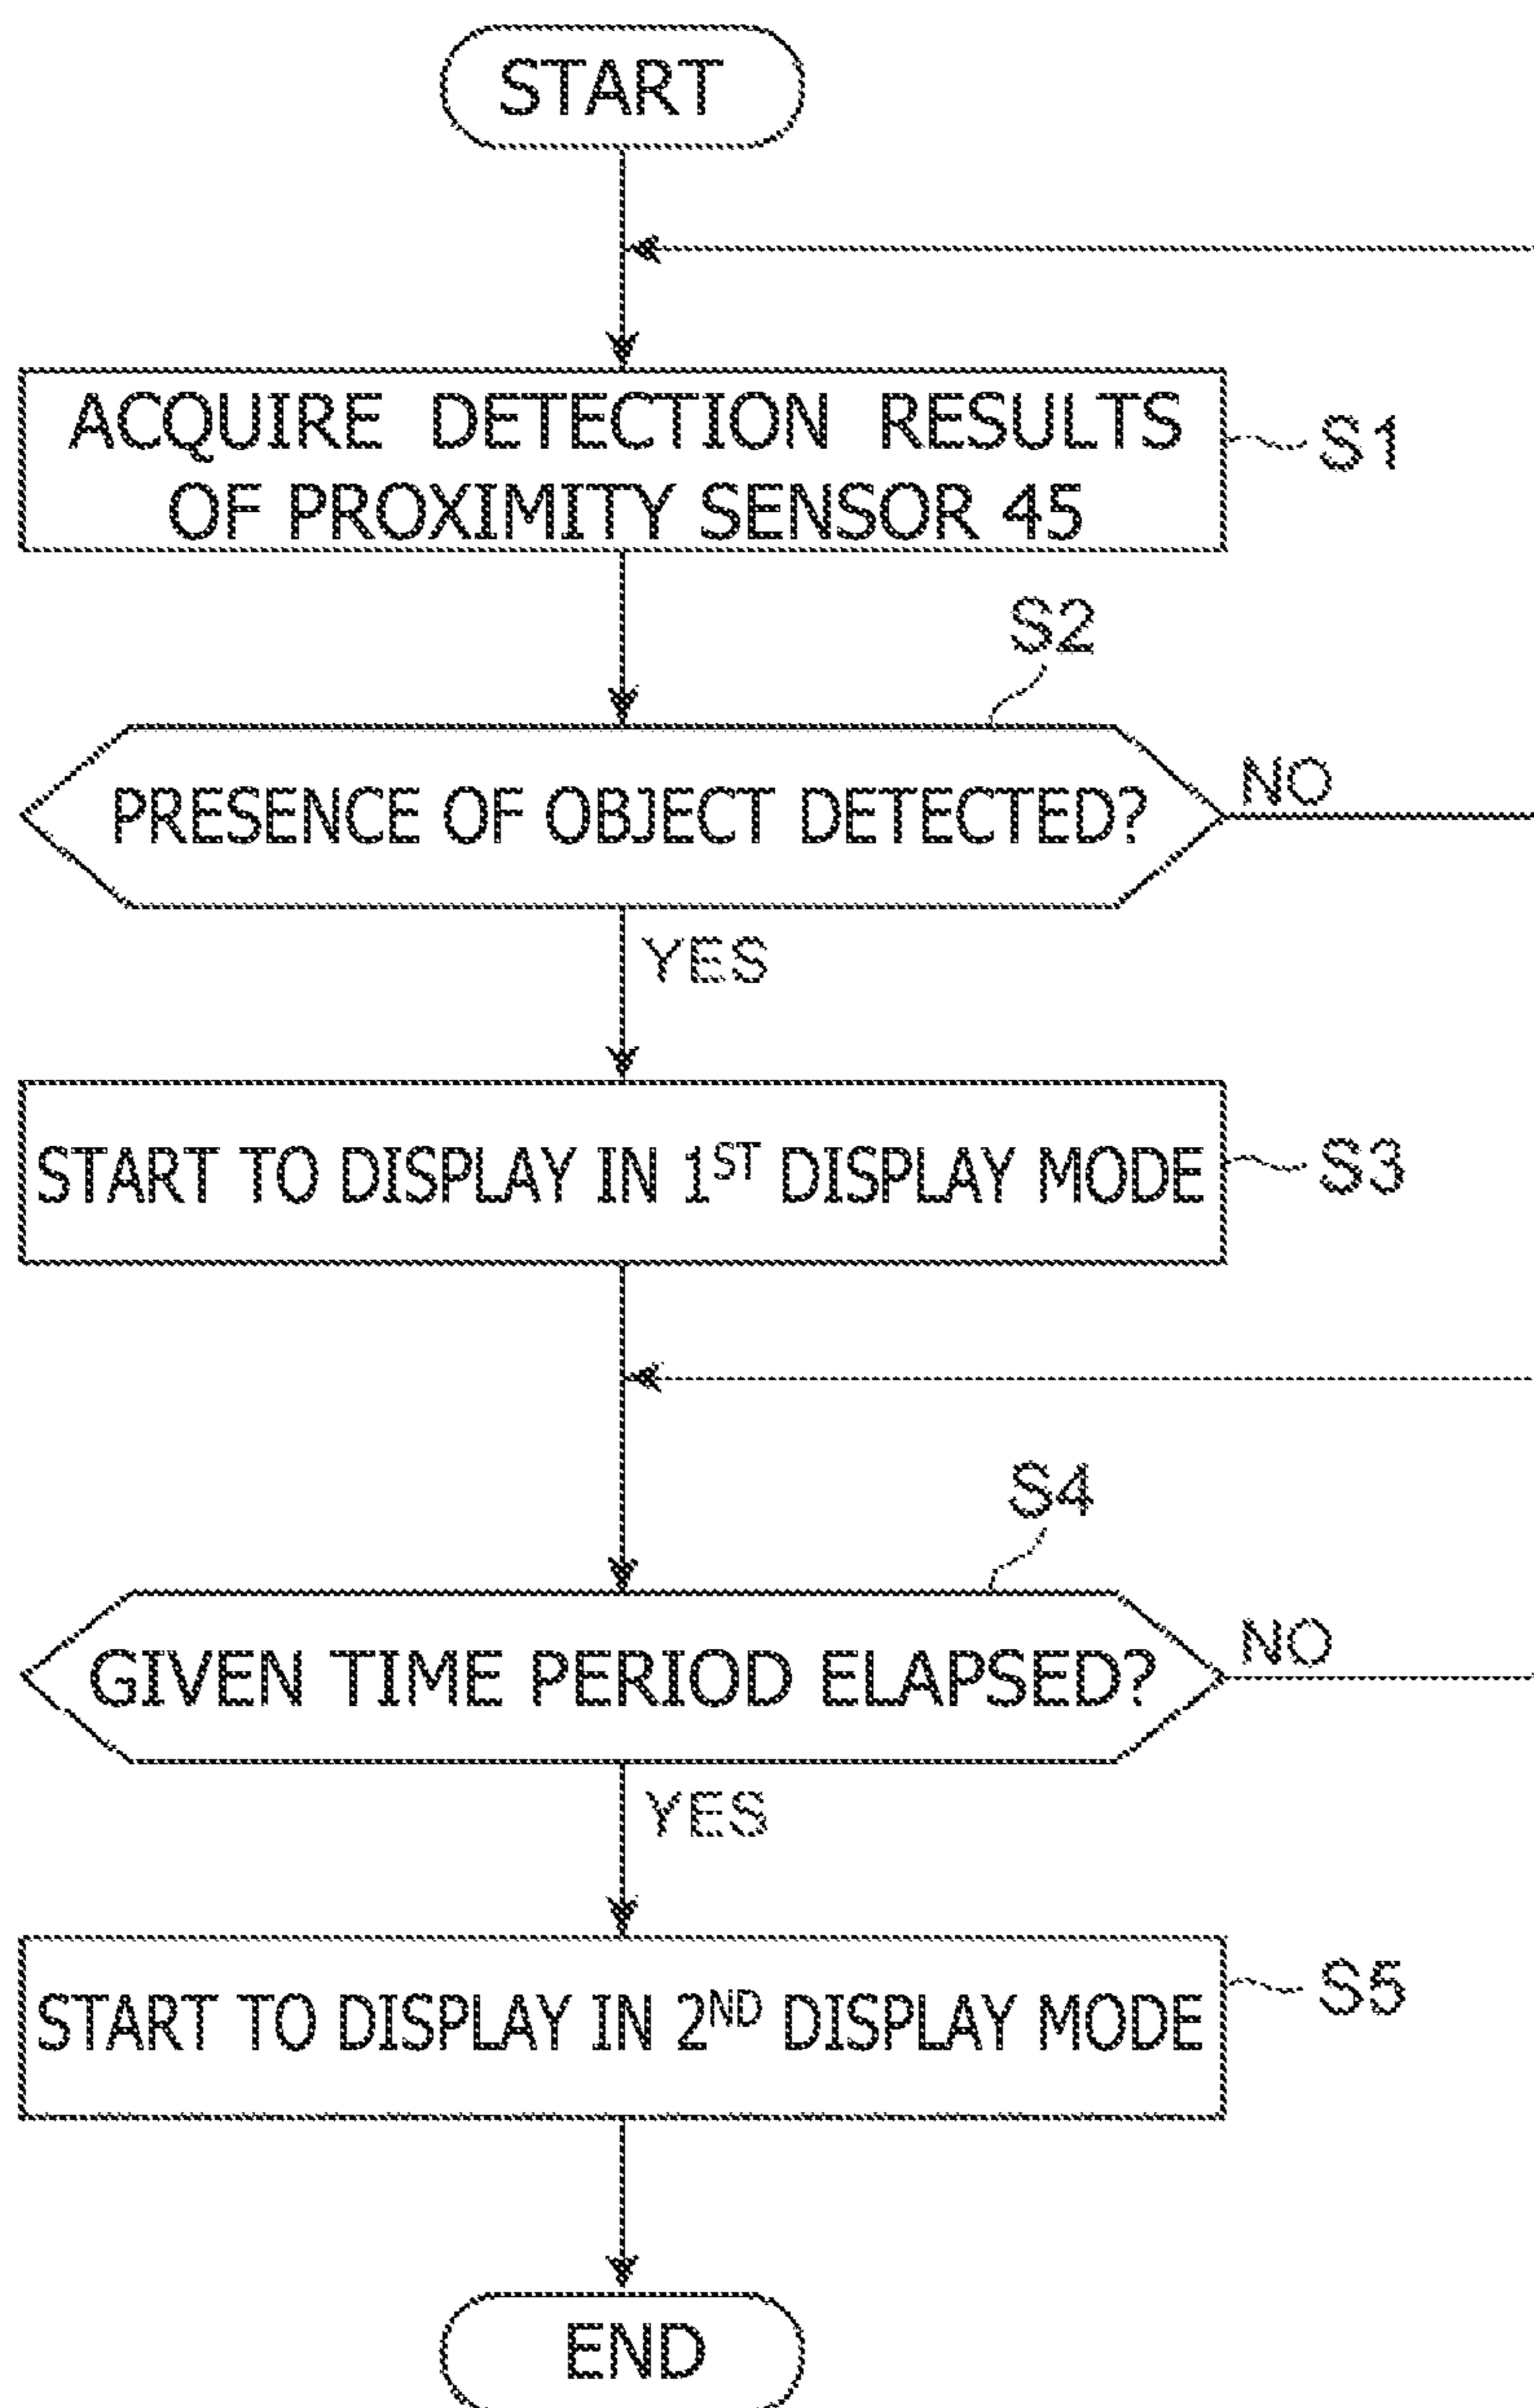 START
ACQUIRE DETECTION RESULTS
OF PROXIMITY SENSOR 45
S1
S2
PRESENCE OF OBJECT DETECTED?
NO
YES
START TO DISPLAY IN 1ST DISPLAY MODE
S3
S4
GIVEN TIME PERIOD ELAPSED?
NO
YES
START TO DISPLAY IN 2ND DISPLAY MODE
S5
END